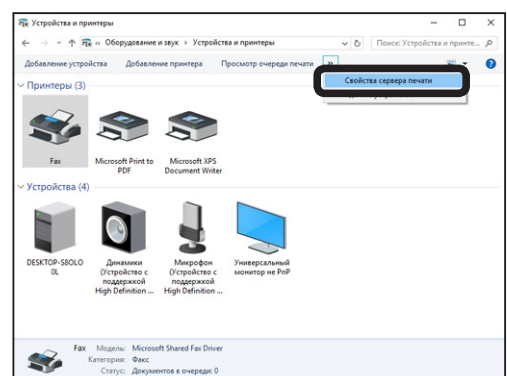 Устройства и принтеры
« Оборудование и звук › Устройства и принтеры
Поиск: Устройства и принте...
Добавление устройства Добавление принтера Просмотр очереди печати »
Свойства сервера печати
Принтеры (3)
Fax
Microsoft Print to
PDF
Microsoft XPS
Document Writer
Устройства (4)
DESKTOP-S8OLO
0L
Динамики
(Устройство с
поддержкой
High Definition ...
Микрофон
(Устройство с
поддержкой
High Definition ...
Универсальный
монитор не PnP
Fax Модель: Microsoft Shared Fax Driver
Категория: Факс
Статус: Документов в очереди: 0